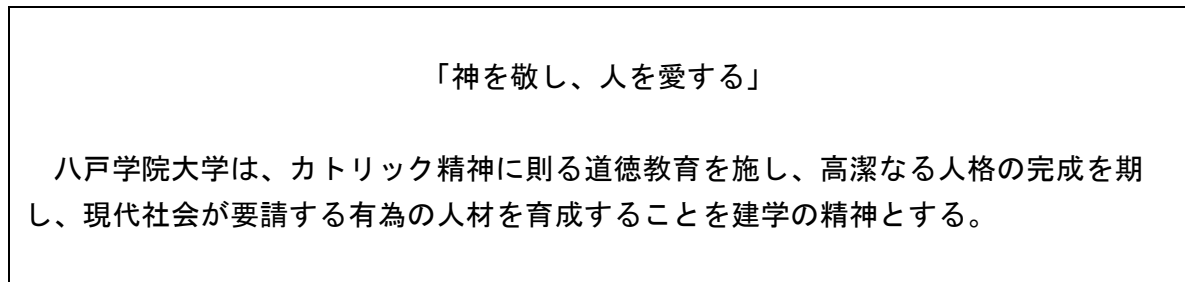 「神を敬し、人を愛する」
八戸学院大学は、カトリック精神に則る道徳教育を施し、高潔なる人格の完成を期
し、現代社会が要請する有為の人材を育成することを建学の精神とする。